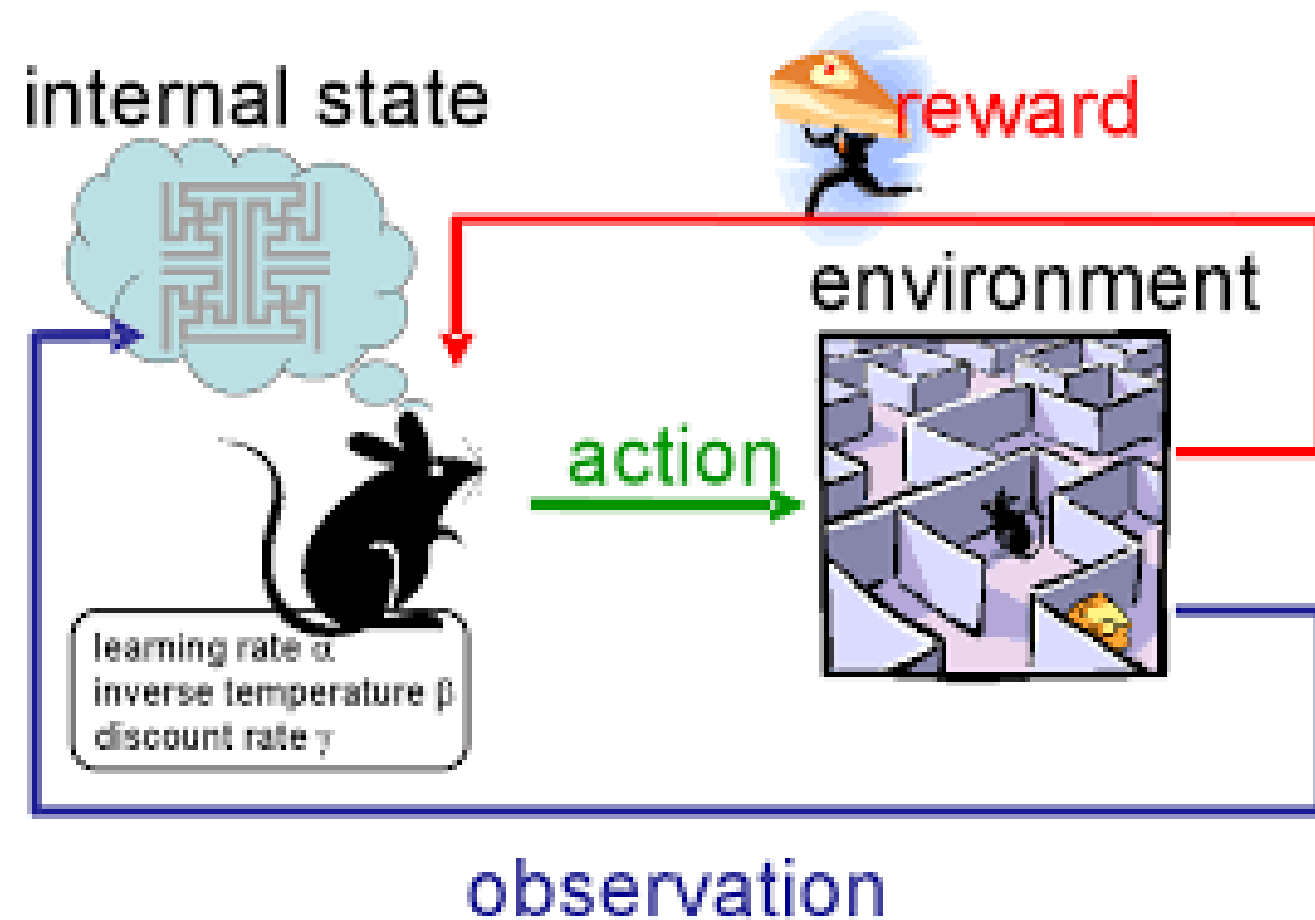 internal state
reward
environment
action
learning rate α
inverse temperature β
discount rate γ
observation